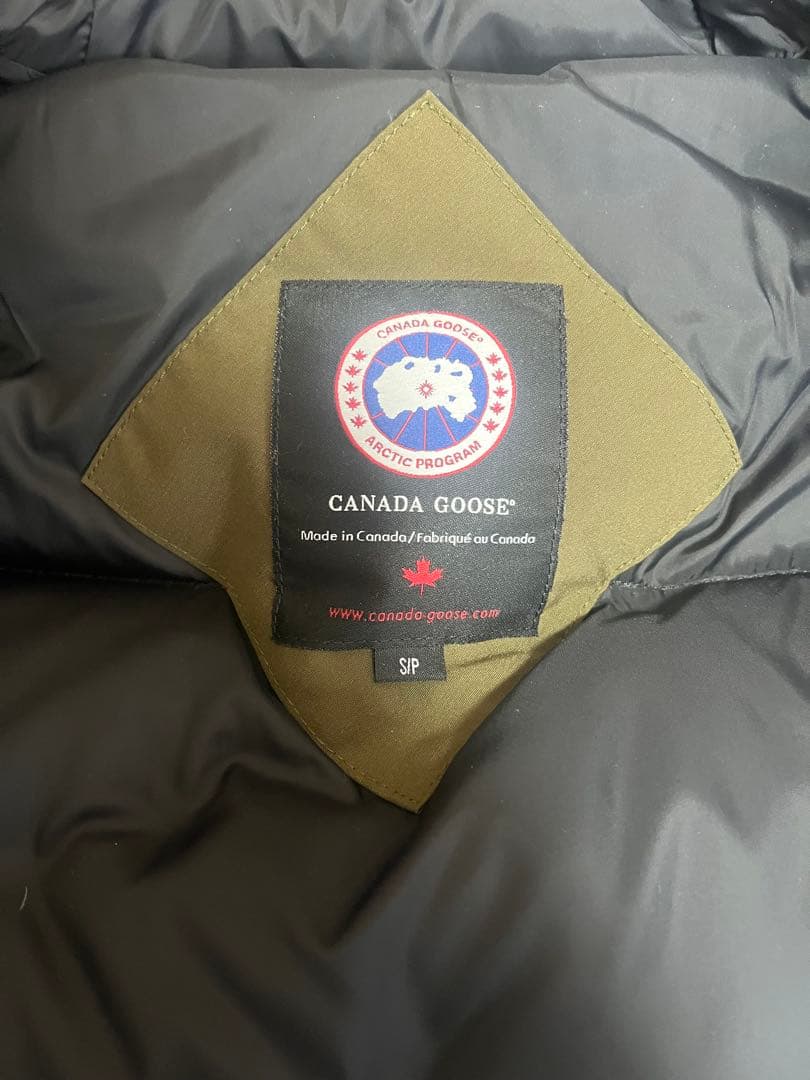 CANADA GOOSE®
ARCTIC PROGRAM
CANADA GOOSE®
Made in Canada/Fabriqué au Canada
www.canada-goose.com
S/P